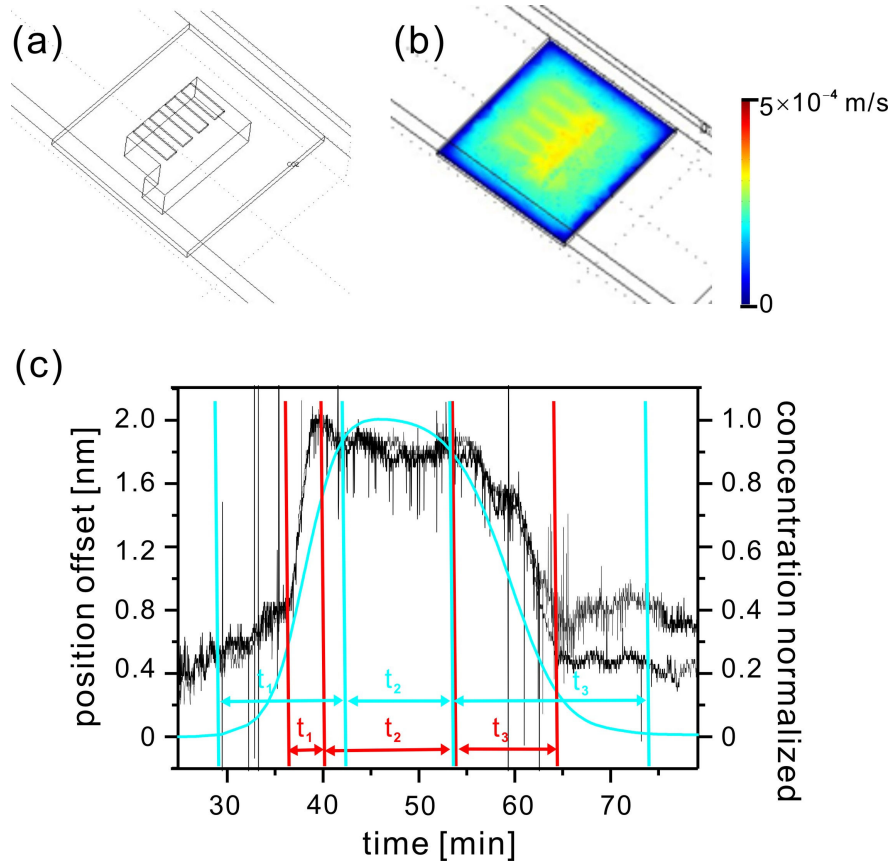 (a)
(b)
5×10⁻⁴ m/s
0
(c)
position offset [nm]
2.0
1.6
1.2
0.8
0.4
0
1.0
0.8
0.6
0.4
0.2
0
concentration normalized
t₁
t₂
t₃
t₁
t₂
t₃
30
40
50
60
70
time [min]